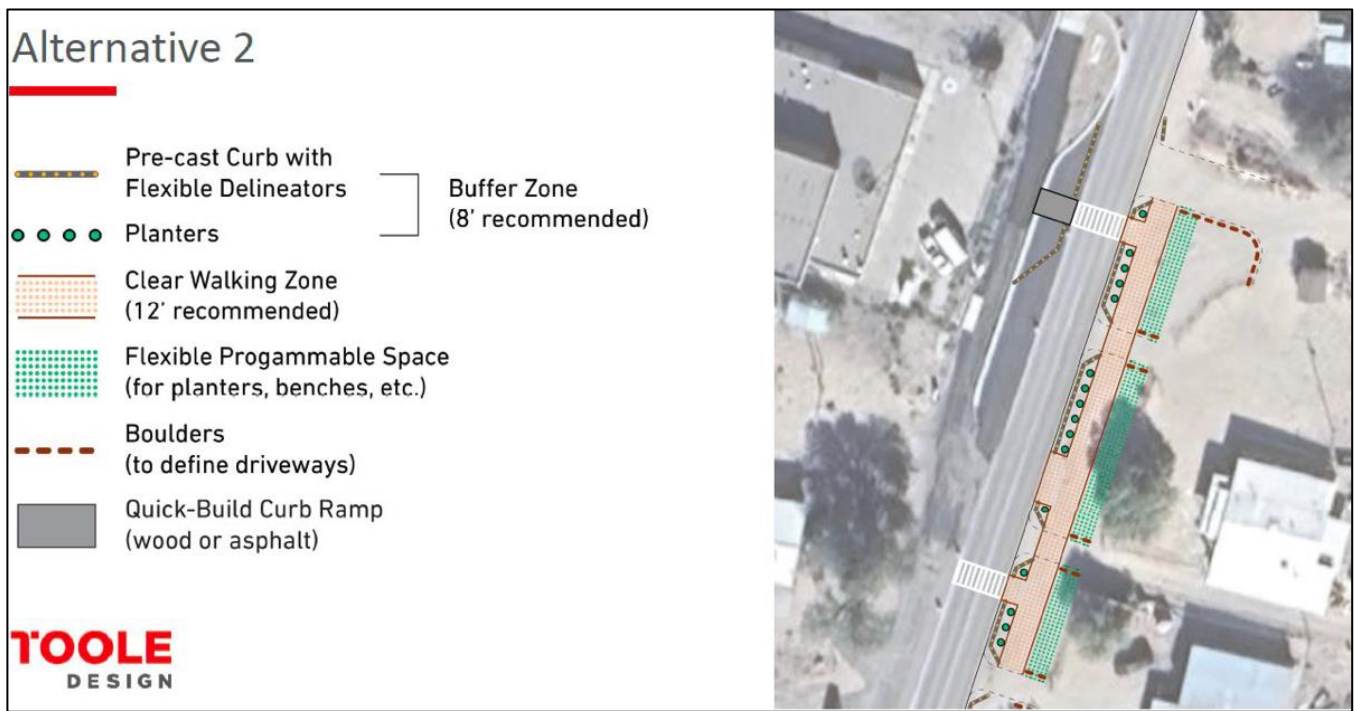 Alternative 2
Pre-cast Curb with
Flexible Delineators
Buffer Zone
(8' recommended)
Planters
Clear Walking Zone
(12' recommended)
Flexible Progammable Space
(for planters, benches, etc.)
Boulders
(to define driveways)
Quick-Build Curb Ramp
(wood or asphalt)
TOOLE
DESIGN